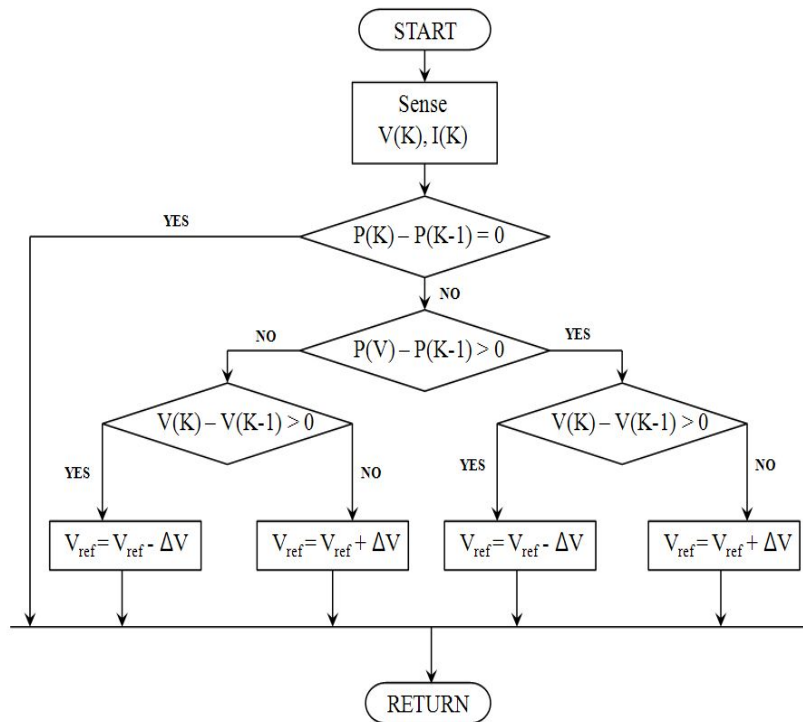 START
Sense
V(K), I(K)
YES
P(K) – P(K-1) = 0
NO
NO
P(V) – P(K-1) > 0
YES
V(K) – V(K-1) > 0
V(K) – V(K-1) > 0
YES
NO
YES
NO
Vref = Vref - ΔV
Vref = Vref + ΔV
Vref = Vref - ΔV
Vref = Vref + ΔV
RETURN